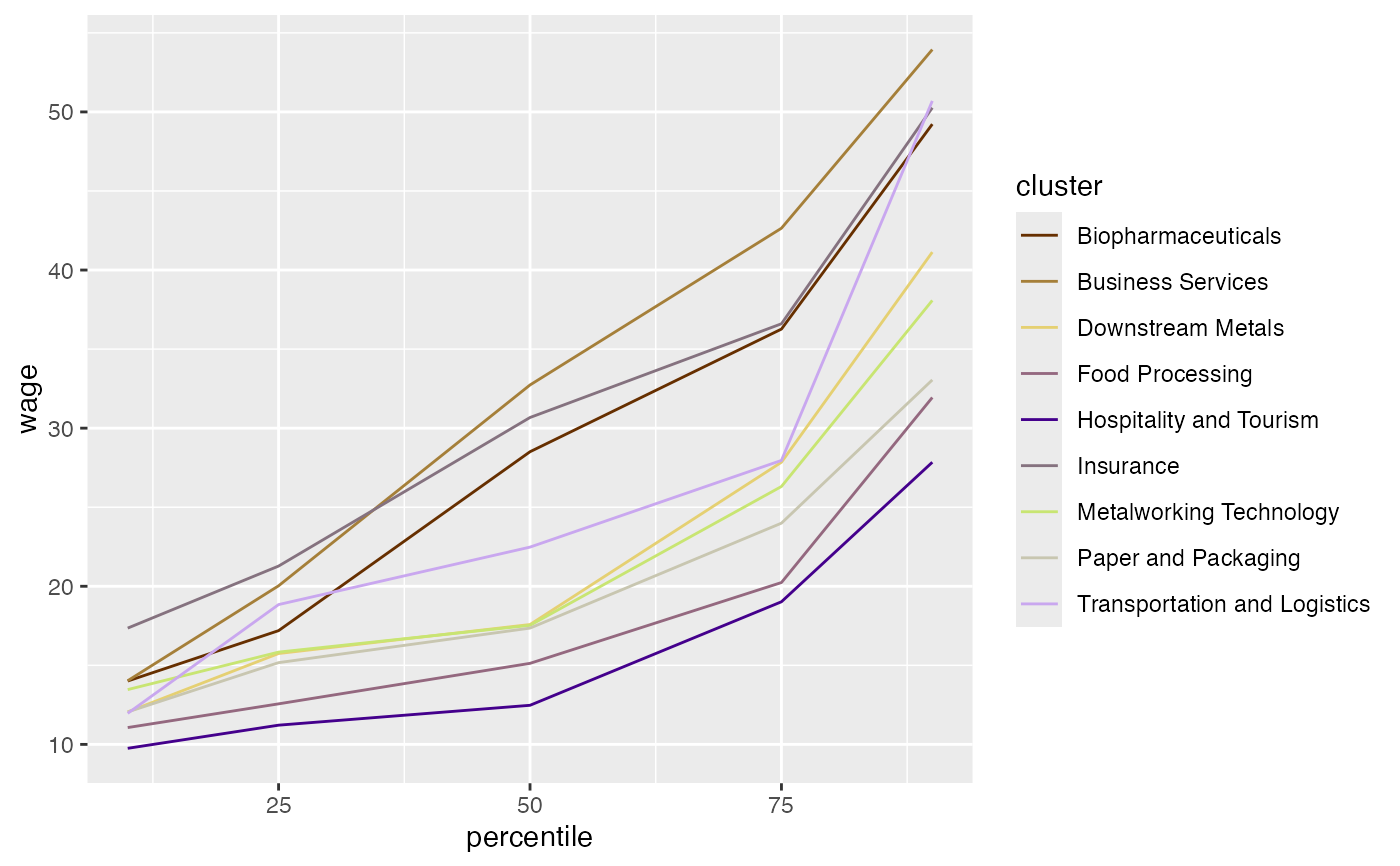 50
40
30
20
10
wage
25 50 75
percentile
cluster
Biopharmaceuticals
Business Services
Downstream Metals
Food Processing
Hospitality and Tourism
Insurance
Metalworking Technology
Paper and Packaging
Transportation and Logistics